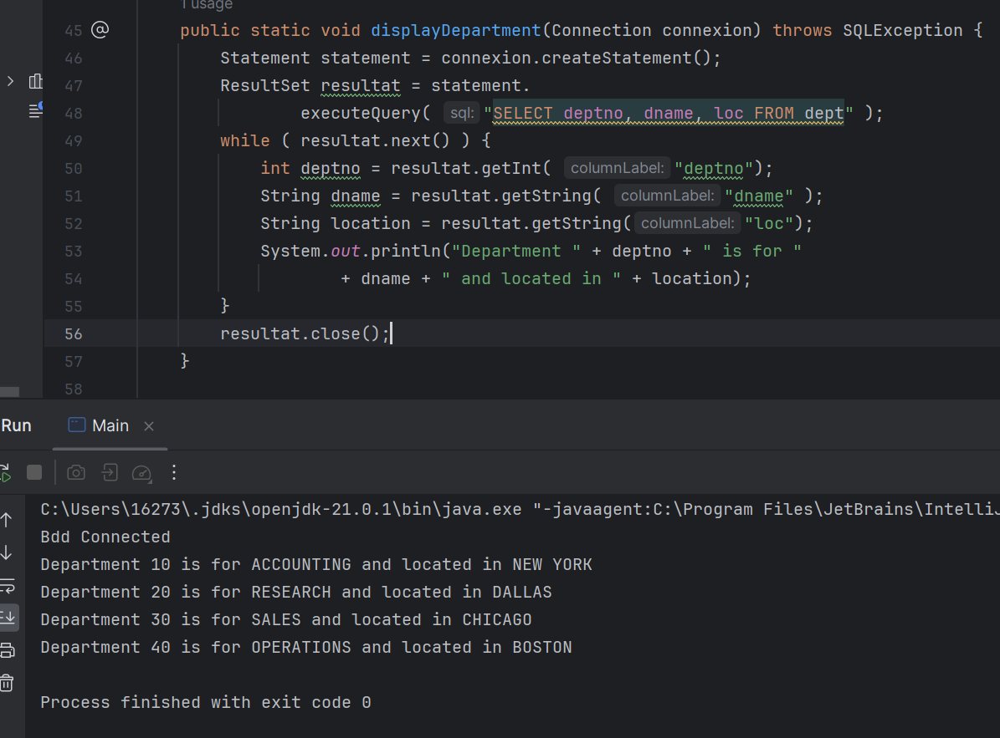 1 usage
45 @ public static void displayDepartment(Connection connexion) throws SQLException {
46 Statement statement = connexion.createStatement();
47 ResultSet resultat = statement.
48 executeQuery( sql: "SELECT deptno, dname, loc FROM dept" );
49 while ( resultat.next() ) {
50 int deptno = resultat.getInt( columnLabel: "deptno");
51 String dname = resultat.getString( columnLabel: "dname" );
52 String location = resultat.getString( columnLabel: "loc");
53 System.out.println("Department " + deptno + " is for "
54 + dname + " and located in " + location);
55 }
56 resultat.close();
57 }
58
Run Main
C:\Users\16273\.jdks\openjdk-21.0.1\bin\java.exe "-javaagent:C:\Program Files\JetBrains\IntelliJ
Bdd Connected
Department 10 is for ACCOUNTING and located in NEW YORK
Department 20 is for RESEARCH and located in DALLAS
Department 30 is for SALES and located in CHICAGO
Department 40 is for OPERATIONS and located in BOSTON
Process finished with exit code 0